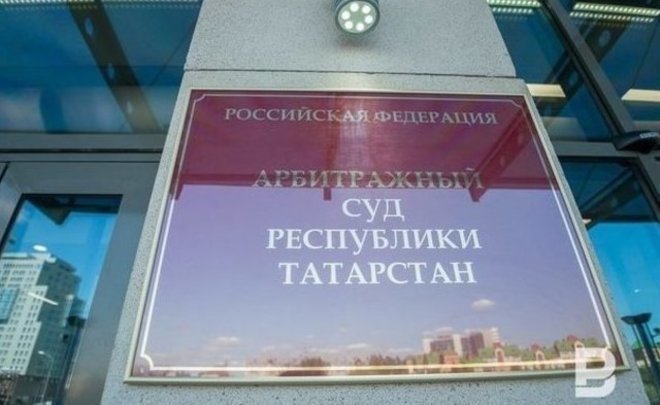 РОССИЙСКАЯ ФЕДЕРАЦИЯ
АРБИТРАЖНЫЙ
СУД
РЕСПУБЛИКИ
ТАТАРСТАН